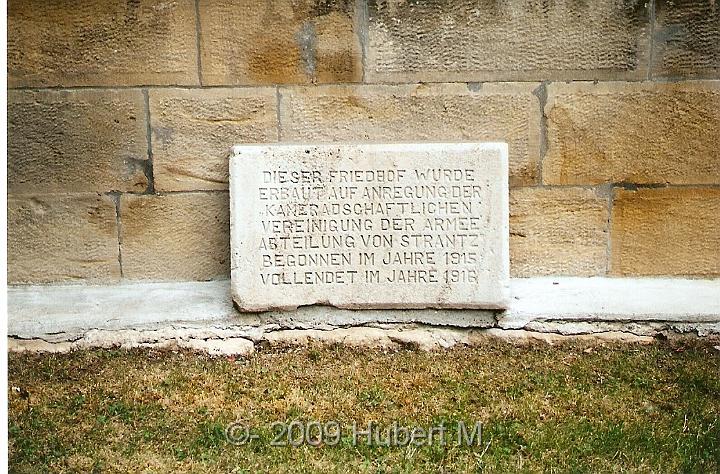 DIESER FRIEDHOF WURDE
ERBAUT AUF ANREGUNG DER
KAMERADSCHAFTLICHEN
VEREINIGUNG DER ARMEE
ABTEILUNG VON STRANTZ
BEGONNEN IM JAHRE 1915
VOLLENDET IM JAHRE 1916
© - 2009 Hubert M.